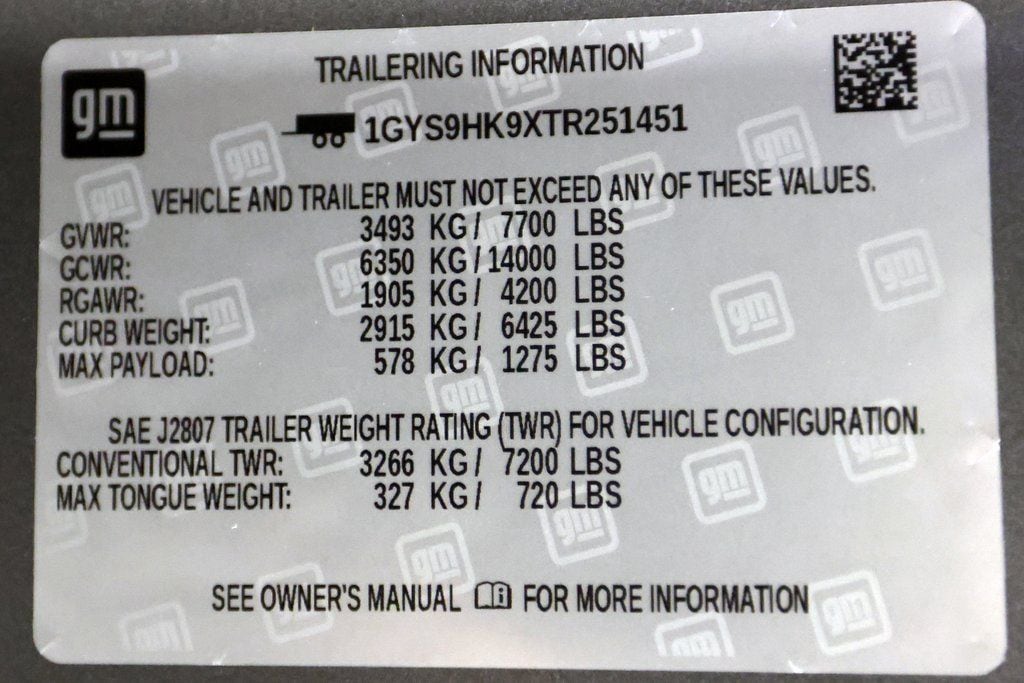 gm
TRAILERING INFORMATION
1GYS9HK9XTR251451
VEHICLE AND TRAILER MUST NOT EXCEED ANY OF THESE VALUES.
GVWR: 3493 KG / 7700 LBS
GCWR: 6350 KG / 14000 LBS
RGAWR: 1905 KG / 4200 LBS
CURB WEIGHT: 2915 KG / 6425 LBS
MAX PAYLOAD: 578 KG / 1275 LBS
SAE J2807 TRAILER WEIGHT RATING (TWR) FOR VEHICLE CONFIGURATION.
CONVENTIONAL TWR: 3266 KG / 7200 LBS
MAX TONGUE WEIGHT: 327 KG / 720 LBS
SEE OWNER'S MANUAL FOR MORE INFORMATION